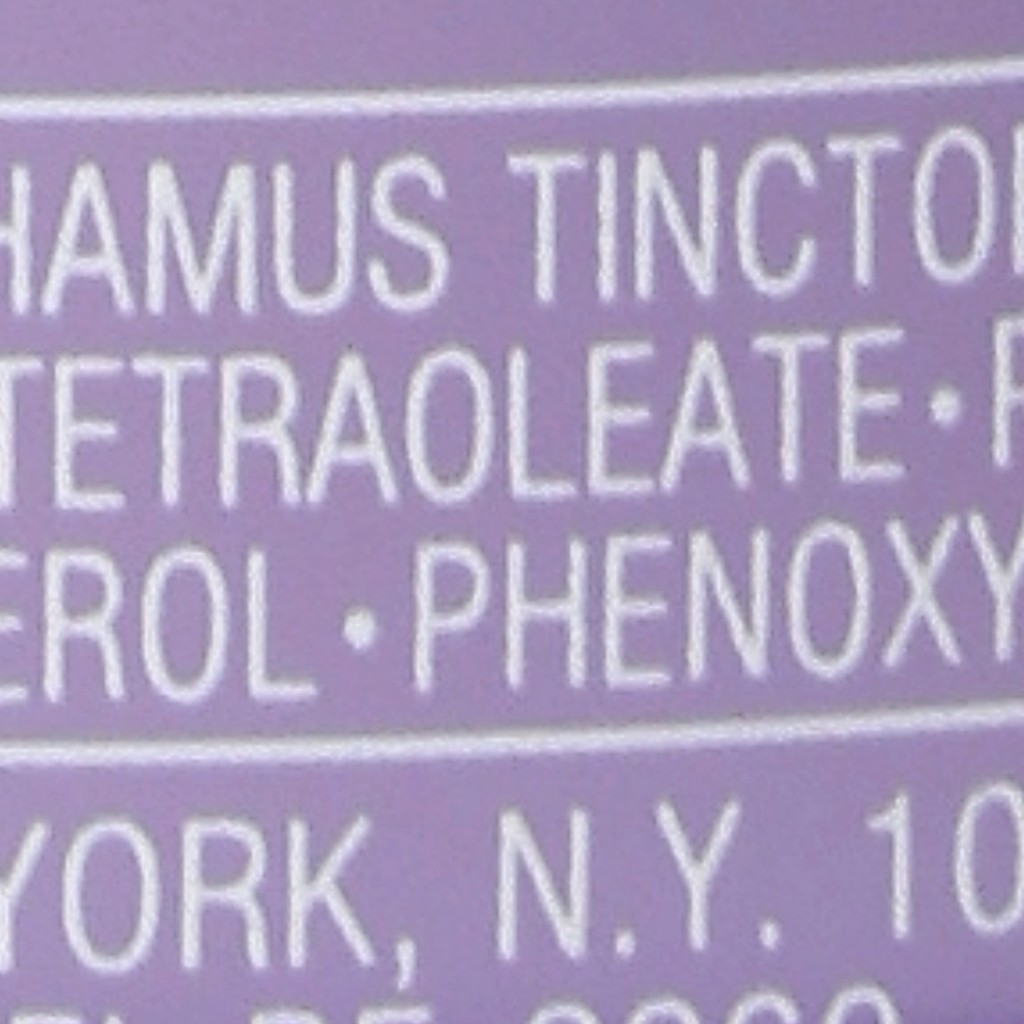 HAMUS TINCTO
TETRAOLEATE •
EROL • PHENOXY
YORK, N.Y. 10